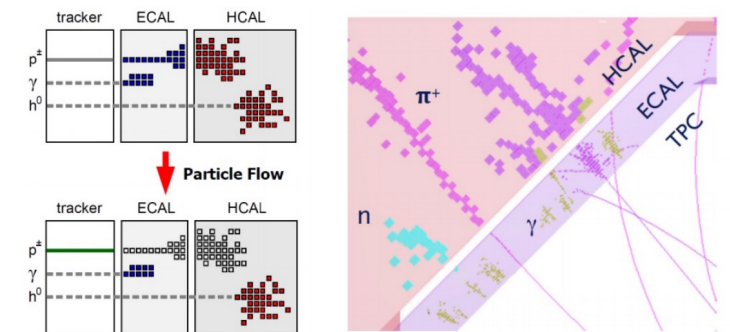 tracker ECAL HCAL
p±
γ
h⁰
Particle Flow
tracker ECAL HCAL
p±
γ
h⁰
HCAL
ECAL
TPC
π⁺
n
γ